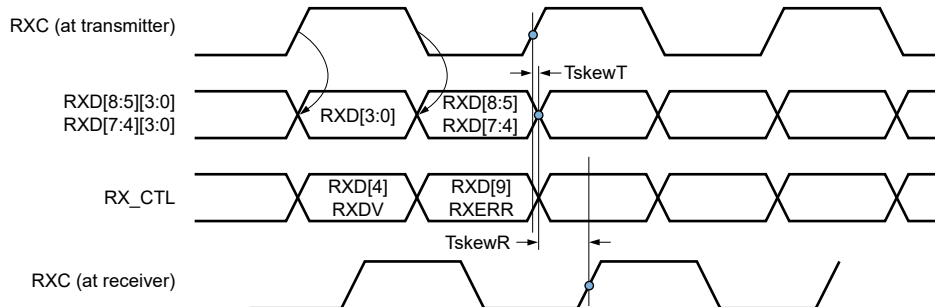 RXC (at transmitter)
TskewT
RXD[8:5][3:0]
RXD[7:4][3:0]
RXD[3:0]
RXD[8:5]
RXD[7:4]
RX_CTL
RXD[4]
RXDV
RXD[9]
RXERR
TskewR
RXC (at receiver)